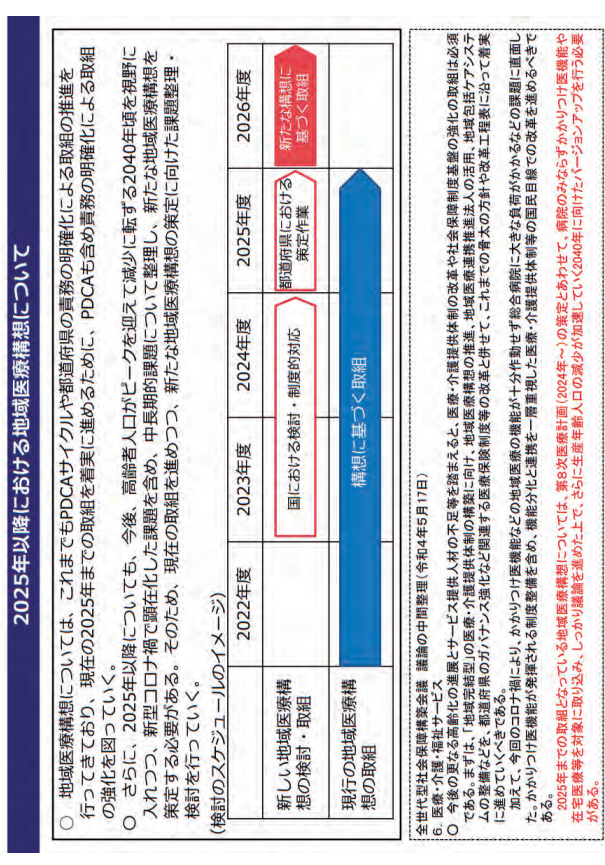 2025年以降における地域医療構想について
○ 地域医療構想については、これまでもPDCAサイクルや都道府県の責務の明確化による取組の推進を
行ってきており、現在の2025年までの取組を着実に進めるために、PDCAも含め責務の明確化による取組
の強化を図っていく。
○ さらに、2025年以降についても、今後、高齢者人口がピークを迎えて減少に転ずる2040年頃を視野に
入れつつ、新型コロナ禍で顕在化した課題を含め、中長期的課題について整理し、新たな地域医療構想を
策定する必要がある。そのため、現在の取組を進めつつ、新たな地域医療構想の策定に向けた課題整理・
検討を行っていく。
(検討のスケジュールのイメージ)
2022年度 2023年度 2024年度 2025年度 2026年度
新しい地域医療構
想の検討・取組
国における検討・制度的対応
都道府県における
策定作業
新たな構想に
基づく取組
現行の地域医療構
想の取組
構想に基づく取組
全世代型社会保障構築会議 議論の中間整理(令和4年5月17日)
6. 医療・介護・福祉サービス
○ 今後の更なる高齢化の進展とサービス提供人材の不足等を踏まえると、医療・介護提供体制の改革や社会保障制度基盤の強化の取組は必須
である。まずは、「地域完結型」の医療・介護提供体制の構築に向け、地域医療構想の推進、地域医療連携推進法人の活用、地域包括ケアシステ
ムの整備などを、都道府県のガバナンス強化など関連する医療保険制度等の改革と併せて、これまでの骨太の方針や改革工程表に沿って着実
に進めていくべきである。
加えて、今回のコロナ禍により、かかりつけ医機能などの地域医療の機能が十分作動せず総合病院に大きな負荷がかかるなどの課題に直面し
た。かかりつけ医機能が発揮される制度整備を含め、機能分化と連携を一層重視した医療・介護提供体制等の国民目線での改革を進めるべきで
ある。
2025年までの取組となっている地域医療構想については、第8次医療計画(2024年~)の策定とあわせて、病院のみならずかかりつけ医機能や
在宅医療等を対象に取り込み、しっかり議論を進めた上で、さらに生産年齢人口の減少が加速していく2040年に向けたバージョンアップを行う必要
がある。